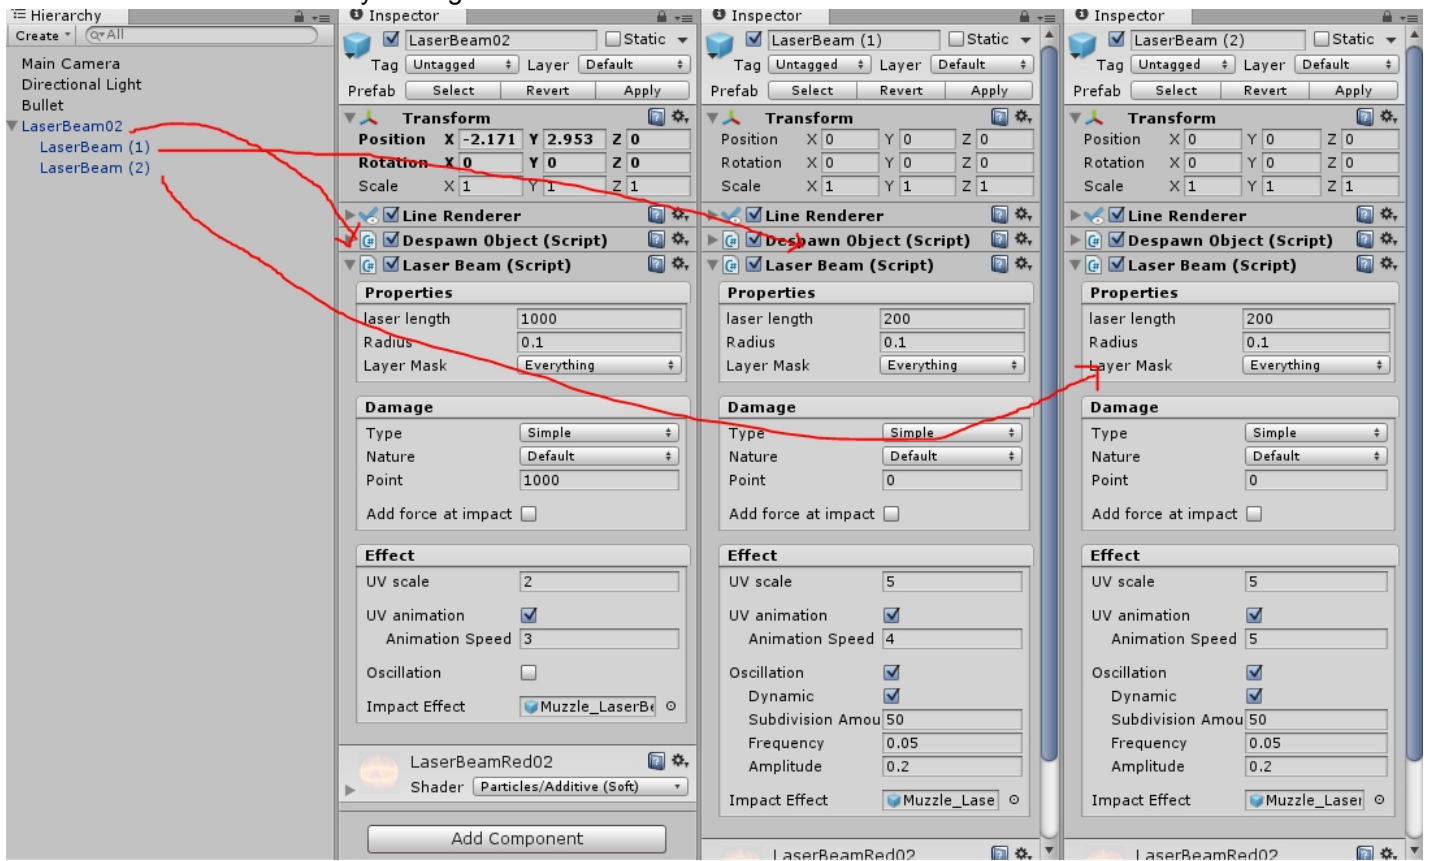 Hierarchy
Create
All
Main Camera
Directional Light
Bullet
LaserBeam02
LaserBeam (1)
LaserBeam (2)
Inspector
LaserBeam02 Static
Tag Untagged Layer Default
Prefab Select Revert Apply
Transform
Position X -2.171 Y 2.953 Z 0
Rotation X 0 Y 0 Z 0
Scale X 1 Y 1 Z 1
Line Renderer
Despawn Object (Script)
Laser Beam (Script)
Properties
laser length 1000
Radius 0.1
Layer Mask Everything
Damage
Type Simple
Nature Default
Point 1000
Add force at impact
Effect
UV scale 2
UV animation
Animation Speed 3
Oscillation
Impact Effect Muzzle_LaserBe
LaserBeamRed02
Shader Particles/Additive (Soft)
Add Component
Inspector
LaserBeam (1) Static
Tag Untagged Layer Default
Prefab Select Revert Apply
Transform
Position X 0 Y 0 Z 0
Rotation X 0 Y 0 Z 0
Scale X 1 Y 1 Z 1
Line Renderer
Despawn Object (Script)
Laser Beam (Script)
Properties
laser length 200
Radius 0.1
Layer Mask Everything
Damage
Type Simple
Nature Default
Point 0
Add force at impact
Effect
UV scale 5
UV animation
Animation Speed 4
Oscillation
Dynamic
Subdivision Amou 50
Frequency 0.05
Amplitude 0.2
Impact Effect Muzzle_Lase
LaserBeamRed02
Inspector
LaserBeam (2) Static
Tag Untagged Layer Default
Prefab Select Revert Apply
Transform
Position X 0 Y 0 Z 0
Rotation X 0 Y 0 Z 0
Scale X 1 Y 1 Z 1
Line Renderer
Despawn Object (Script)
Laser Beam (Script)
Properties
laser length 200
Radius 0.1
Layer Mask Everything
Damage
Type Simple
Nature Default
Point 0
Add force at impact
Effect
UV scale 5
UV animation
Animation Speed 5
Oscillation
Dynamic
Subdivision Amou 50
Frequency 0.05
Amplitude 0.2
Impact Effect Muzzle_Laser
LaserBeamRed02